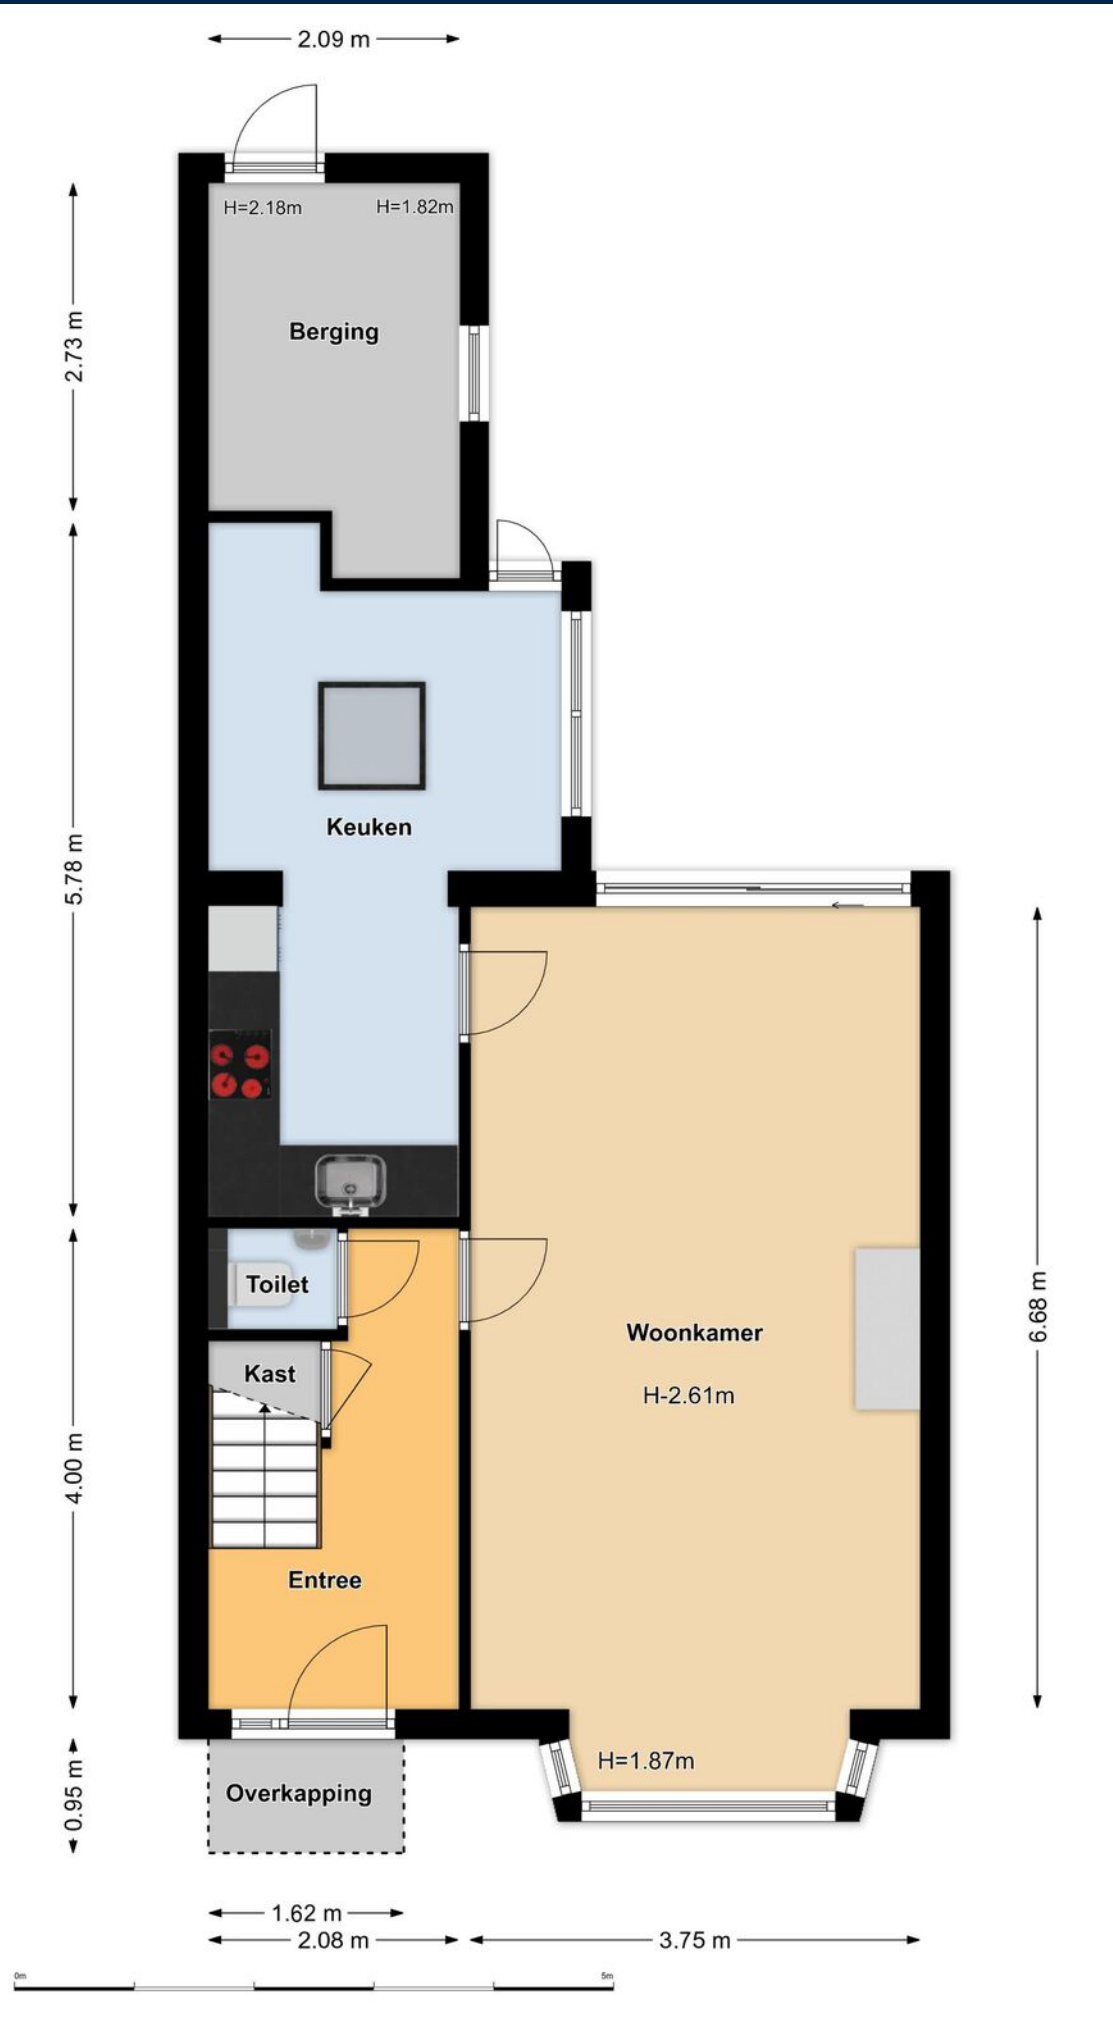 2.09 m
H=2.18m
H=1.82m
Berging
2.73 m
Keuken
5.78 m
Toilet
Kast
Woonkamer
H-2.61m
6.68 m
4.00 m
Entree
H=1.87m
Overkapping
0.95 m
1.62 m
2.08 m
3.75 m
0m
5m